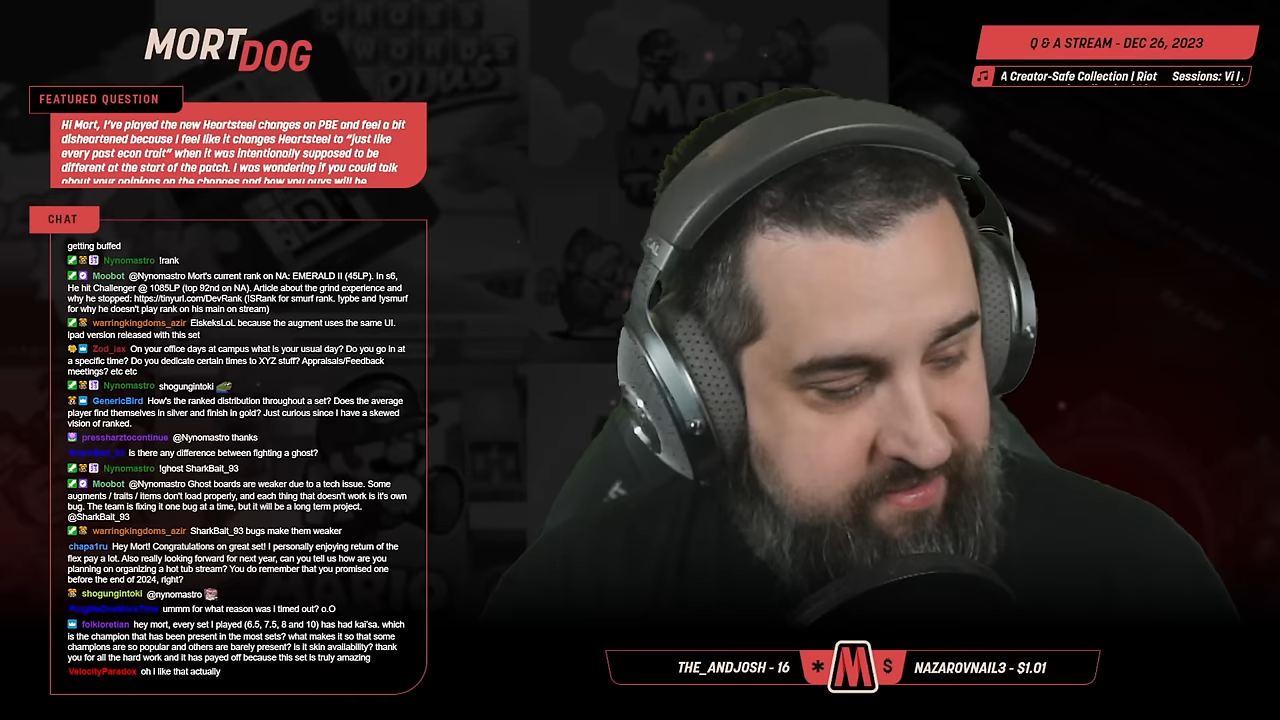 MORTDOG
Q & A STREAM - DEC 26, 2023
A Creator-Safe Collection | Riot Sessions: Vi |
FEATURED QUESTION
Hi Mort, I've played the new Heartsteel changes on PBE and feel a bit
disheartened because I feel like it changes Heartsteel to "just like
every past econ trait" when it was intentionally supposed to be
different at the start of the patch. I was wondering if you could talk
about your opinions on the changes and how you guys will be
CHAT
getting buffed
Nynomastro !rank
Moobot @Nynomastro Mort's current rank on NA: EMERALD II (45LP). In s6,
He hit Challenger @ 1085LP (top 92nd on NA). Article about the grind experience and
why he stopped: https://tinyurl.com/DevRank (!SRank for smurf rank. !ypbe and !ysmurf
for why he doesn't play rank on his main on stream)
warringkingdoms_azir ElskeksLoL because the augment uses the same UI.
ipad version released with this set
Zod_iax On your office days at campus what is your usual day? Do you go in at
a specific time? Do you dedicate certain times to XYZ stuff? Appraisals/Feedback
meetings? etc etc
Nynomastro shogungintoki
GenericBird How's the ranked distribution throughout a set? Does the average
player find themselves in silver and finish in gold? Just curious since I have a skewed
vision of ranked.
pressharztocontinue @Nynomastro thanks
SharkBait_93 is there any difference between fighting a ghost?
Nynomastro !ghost SharkBait_93
Moobot @Nynomastro Ghost boards are weaker due to a tech issue. Some
augments / traits / items don't load properly, and each thing that doesn't work is it's own
bug. The team is fixing it one bug at a time, but it will be a long term project.
@SharkBait_93
warringkingdoms_azir SharkBait_93 bugs make them weaker
chapa1ru Hey Mort! Congratulations on great set! I personally enjoying return of the
flex pay a lot. Also really looking forward for next year, can you tell us how are you
planning on organizing a hot tub stream? You do remember that you promised one
before the end of 2024, right?
shogungintoki @nynomastro
ummm for what reason was I timed out? o.O
folkloretian hey mort, every set I played (6.5, 7.5, 8 and 10) has had kai'sa. which
is the champion that has been present in the most sets? what makes it so that some
champions are so popular and others are barely present? is it skin availability? thank
you for all the hard work and it has payed off because this set is truly amazing
VelocityParadox oh I like that actually
THE_ANDJOSH - 16 * M $ NAZAROVNAIL3 - $1.01